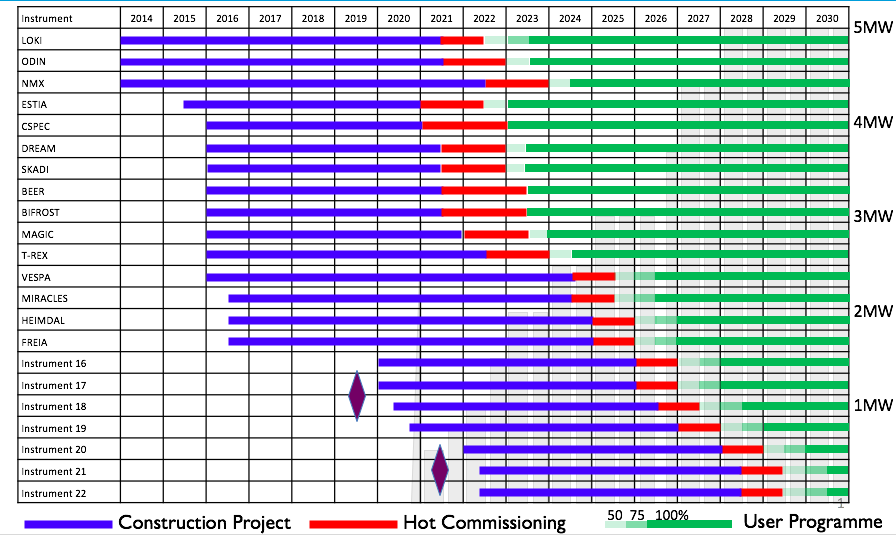 Instrument 2014 2015 2016 2017 2018 2019 2020 2021 2022 2023 2024 2025 2026 2027 2028 2029 2030
5MW
LOKI
ODIN
NMX
ESTIA
CSPEC
4MW
DREAM
SKADI
BEER
BIFROST
3MW
MAGIC
T-REX
VESPA
MIRACLES
2MW
HEIMDAL
FREIA
Instrument 16
Instrument 17
Instrument 18
1MW
Instrument 19
Instrument 20
Instrument 21
Instrument 22
1
Construction Project Hot Commissioning 50 75 100% User Programme